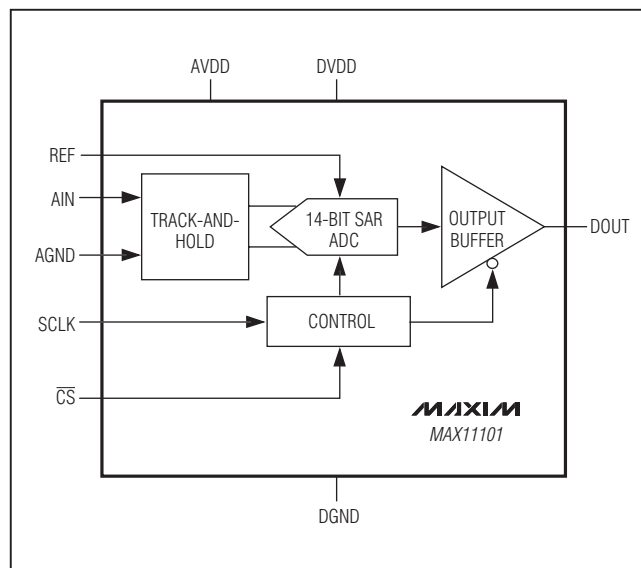 AVDD
DVDD
REF
AIN
AGND
SCLK
CS
TRACK-AND-
HOLD
14-BIT SAR
ADC
OUTPUT
BUFFER
DOUT
CONTROL
MAXIM
MAX11101
DGND